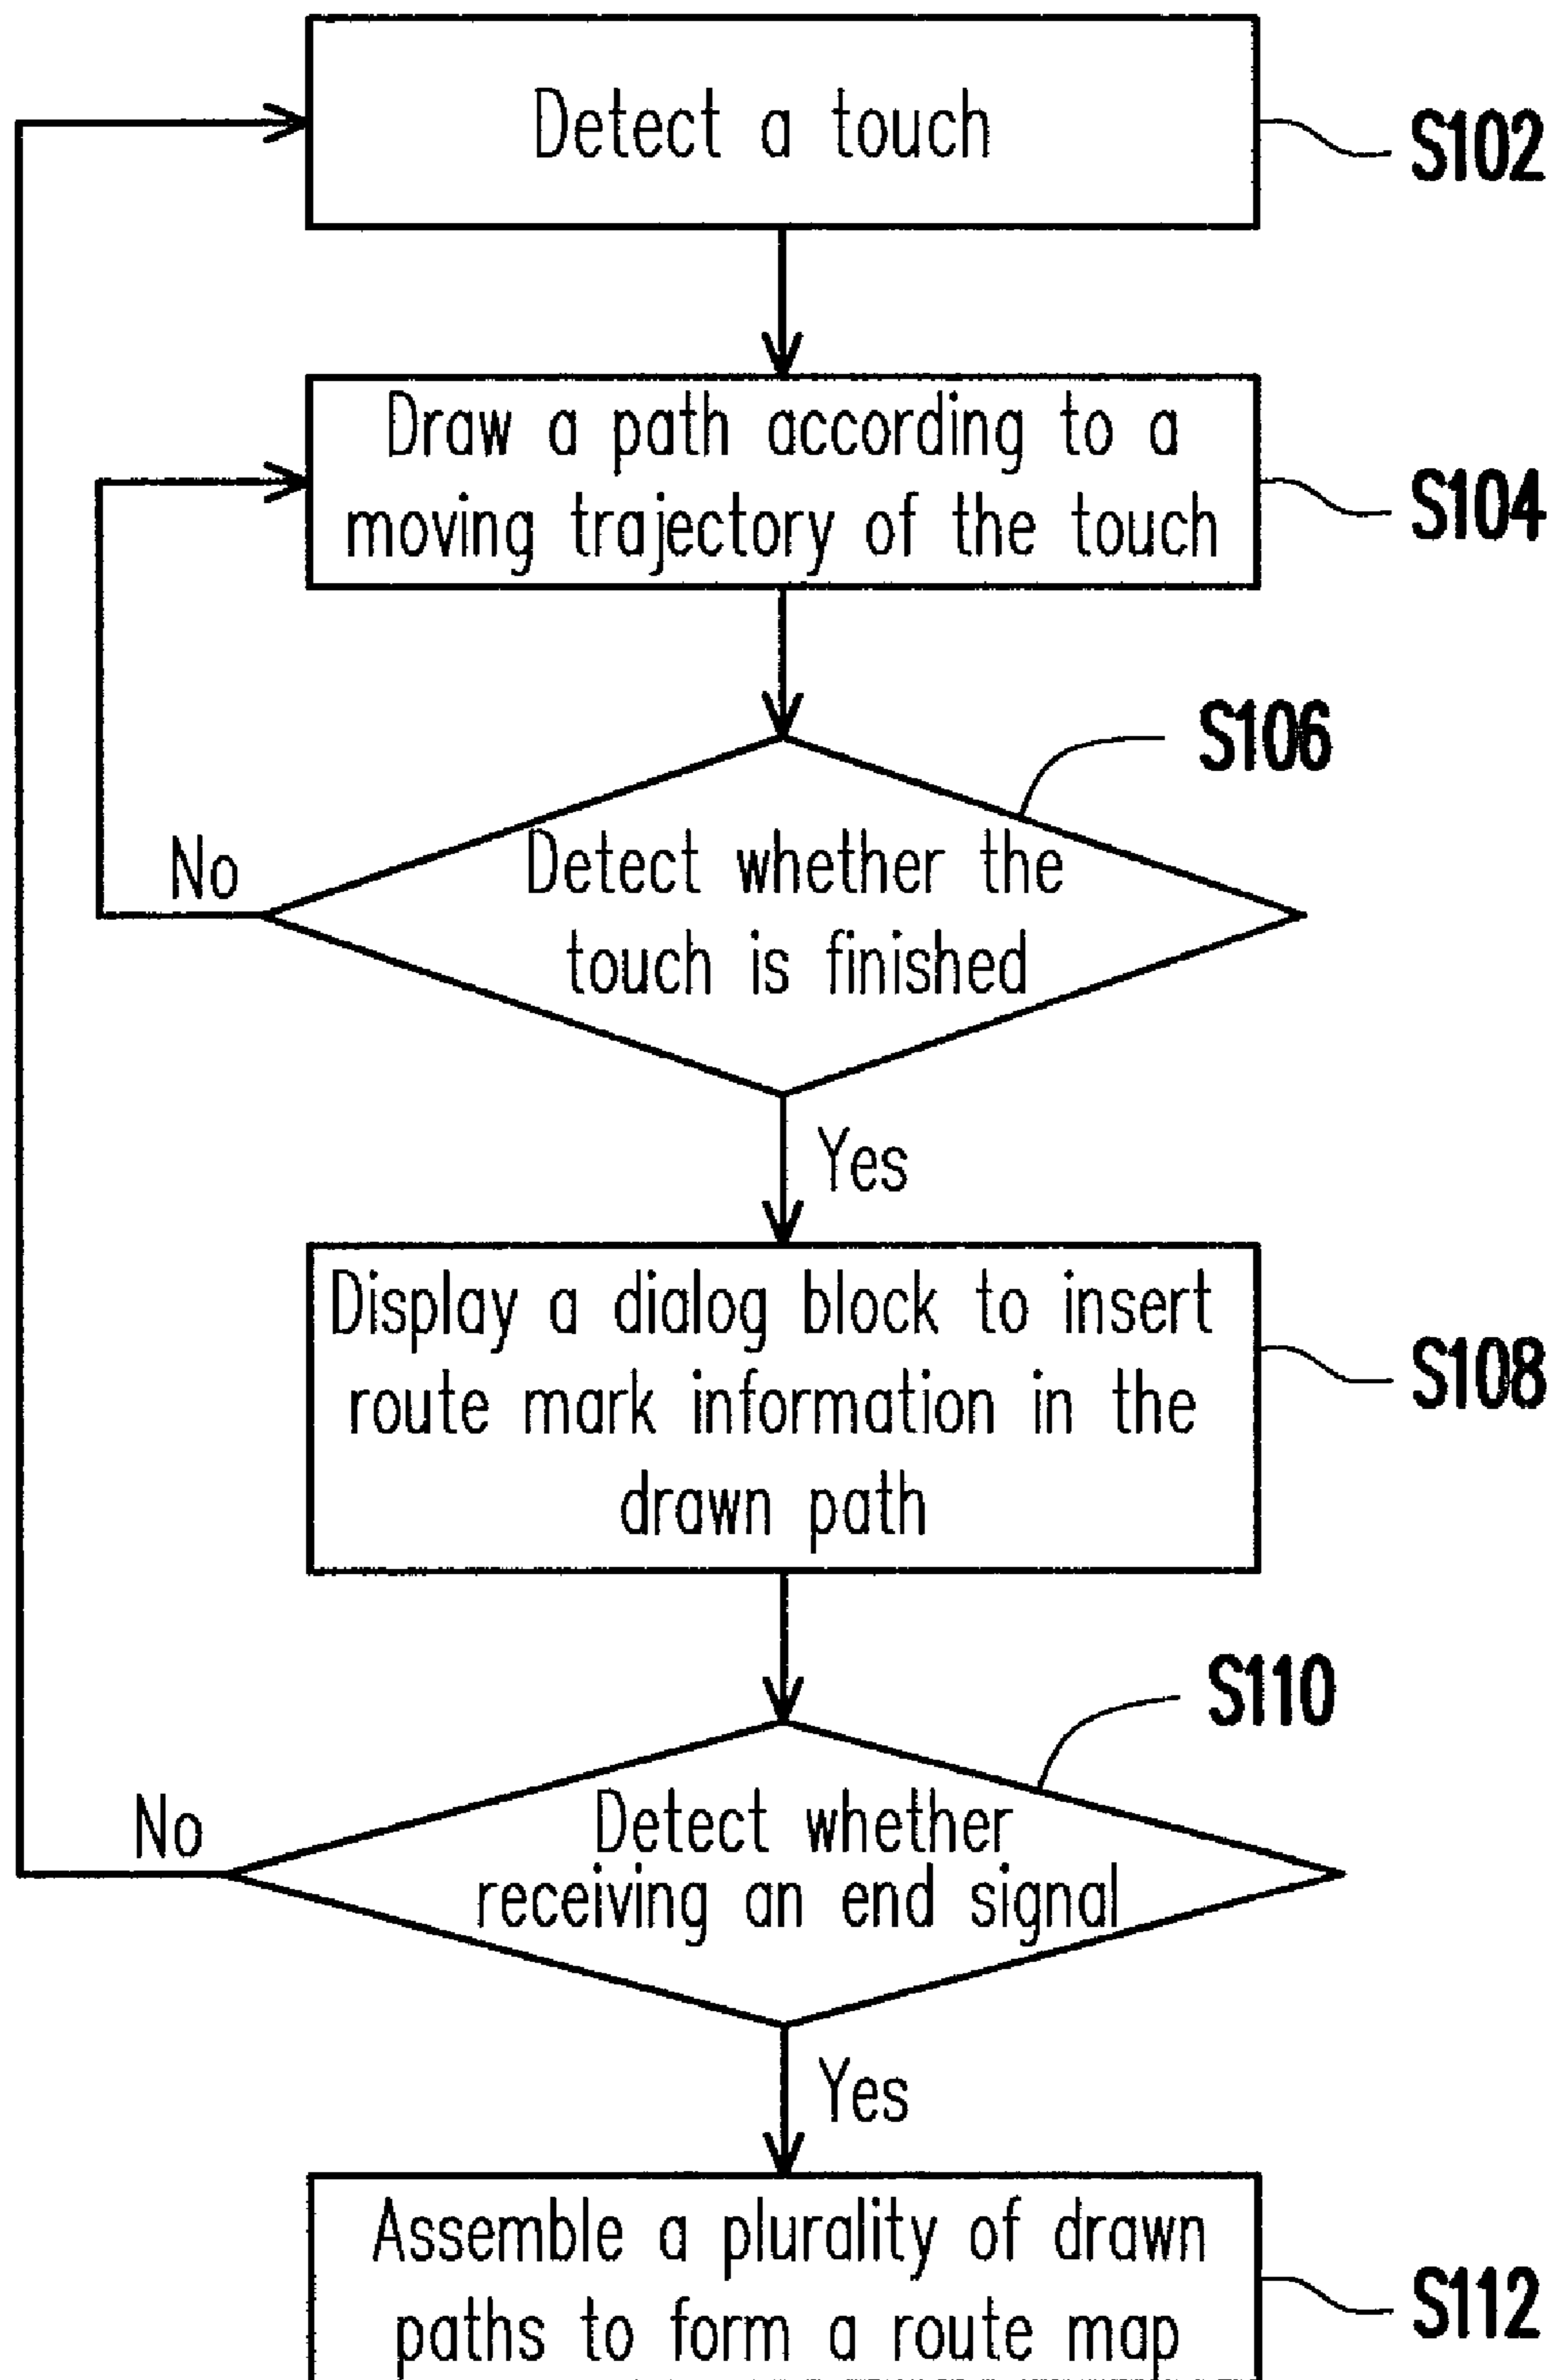 Detect a touch
S102
Draw a path according to a
moving trajectory of the touch
S104
S106
Detect whether the
touch is finished
No
Yes
Display a dialog block to insert
route mark information in the
drawn path
S108
S110
Detect whether
receiving an end signal
No
Yes
Assemble a plurality of drawn
paths to form a route map
S112